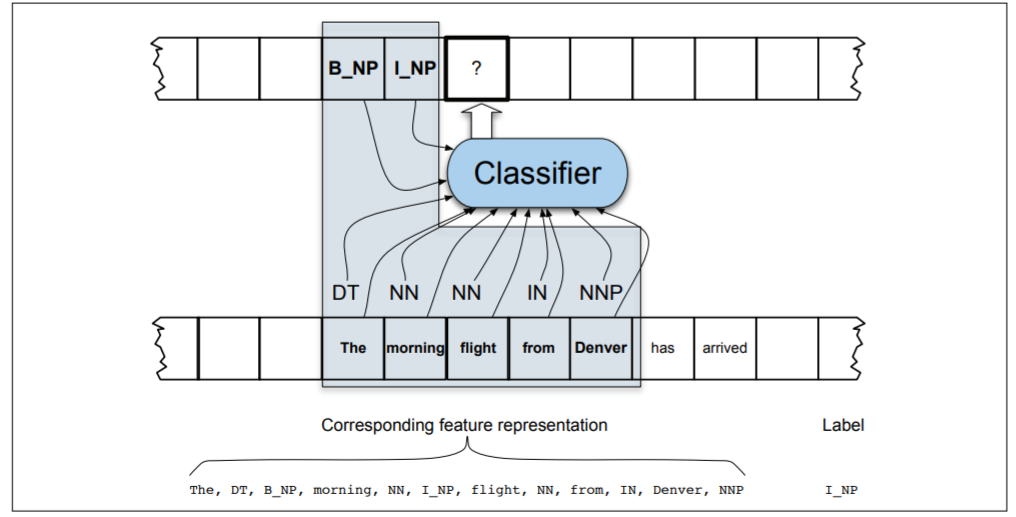 B_NP I_NP ?
Classifier
DT NN NN IN NNP
The morning flight from Denver has arrived
Corresponding feature representation Label
The, DT, B_NP, morning, NN, I_NP, flight, NN, from, IN, Denver, NNP I_NP